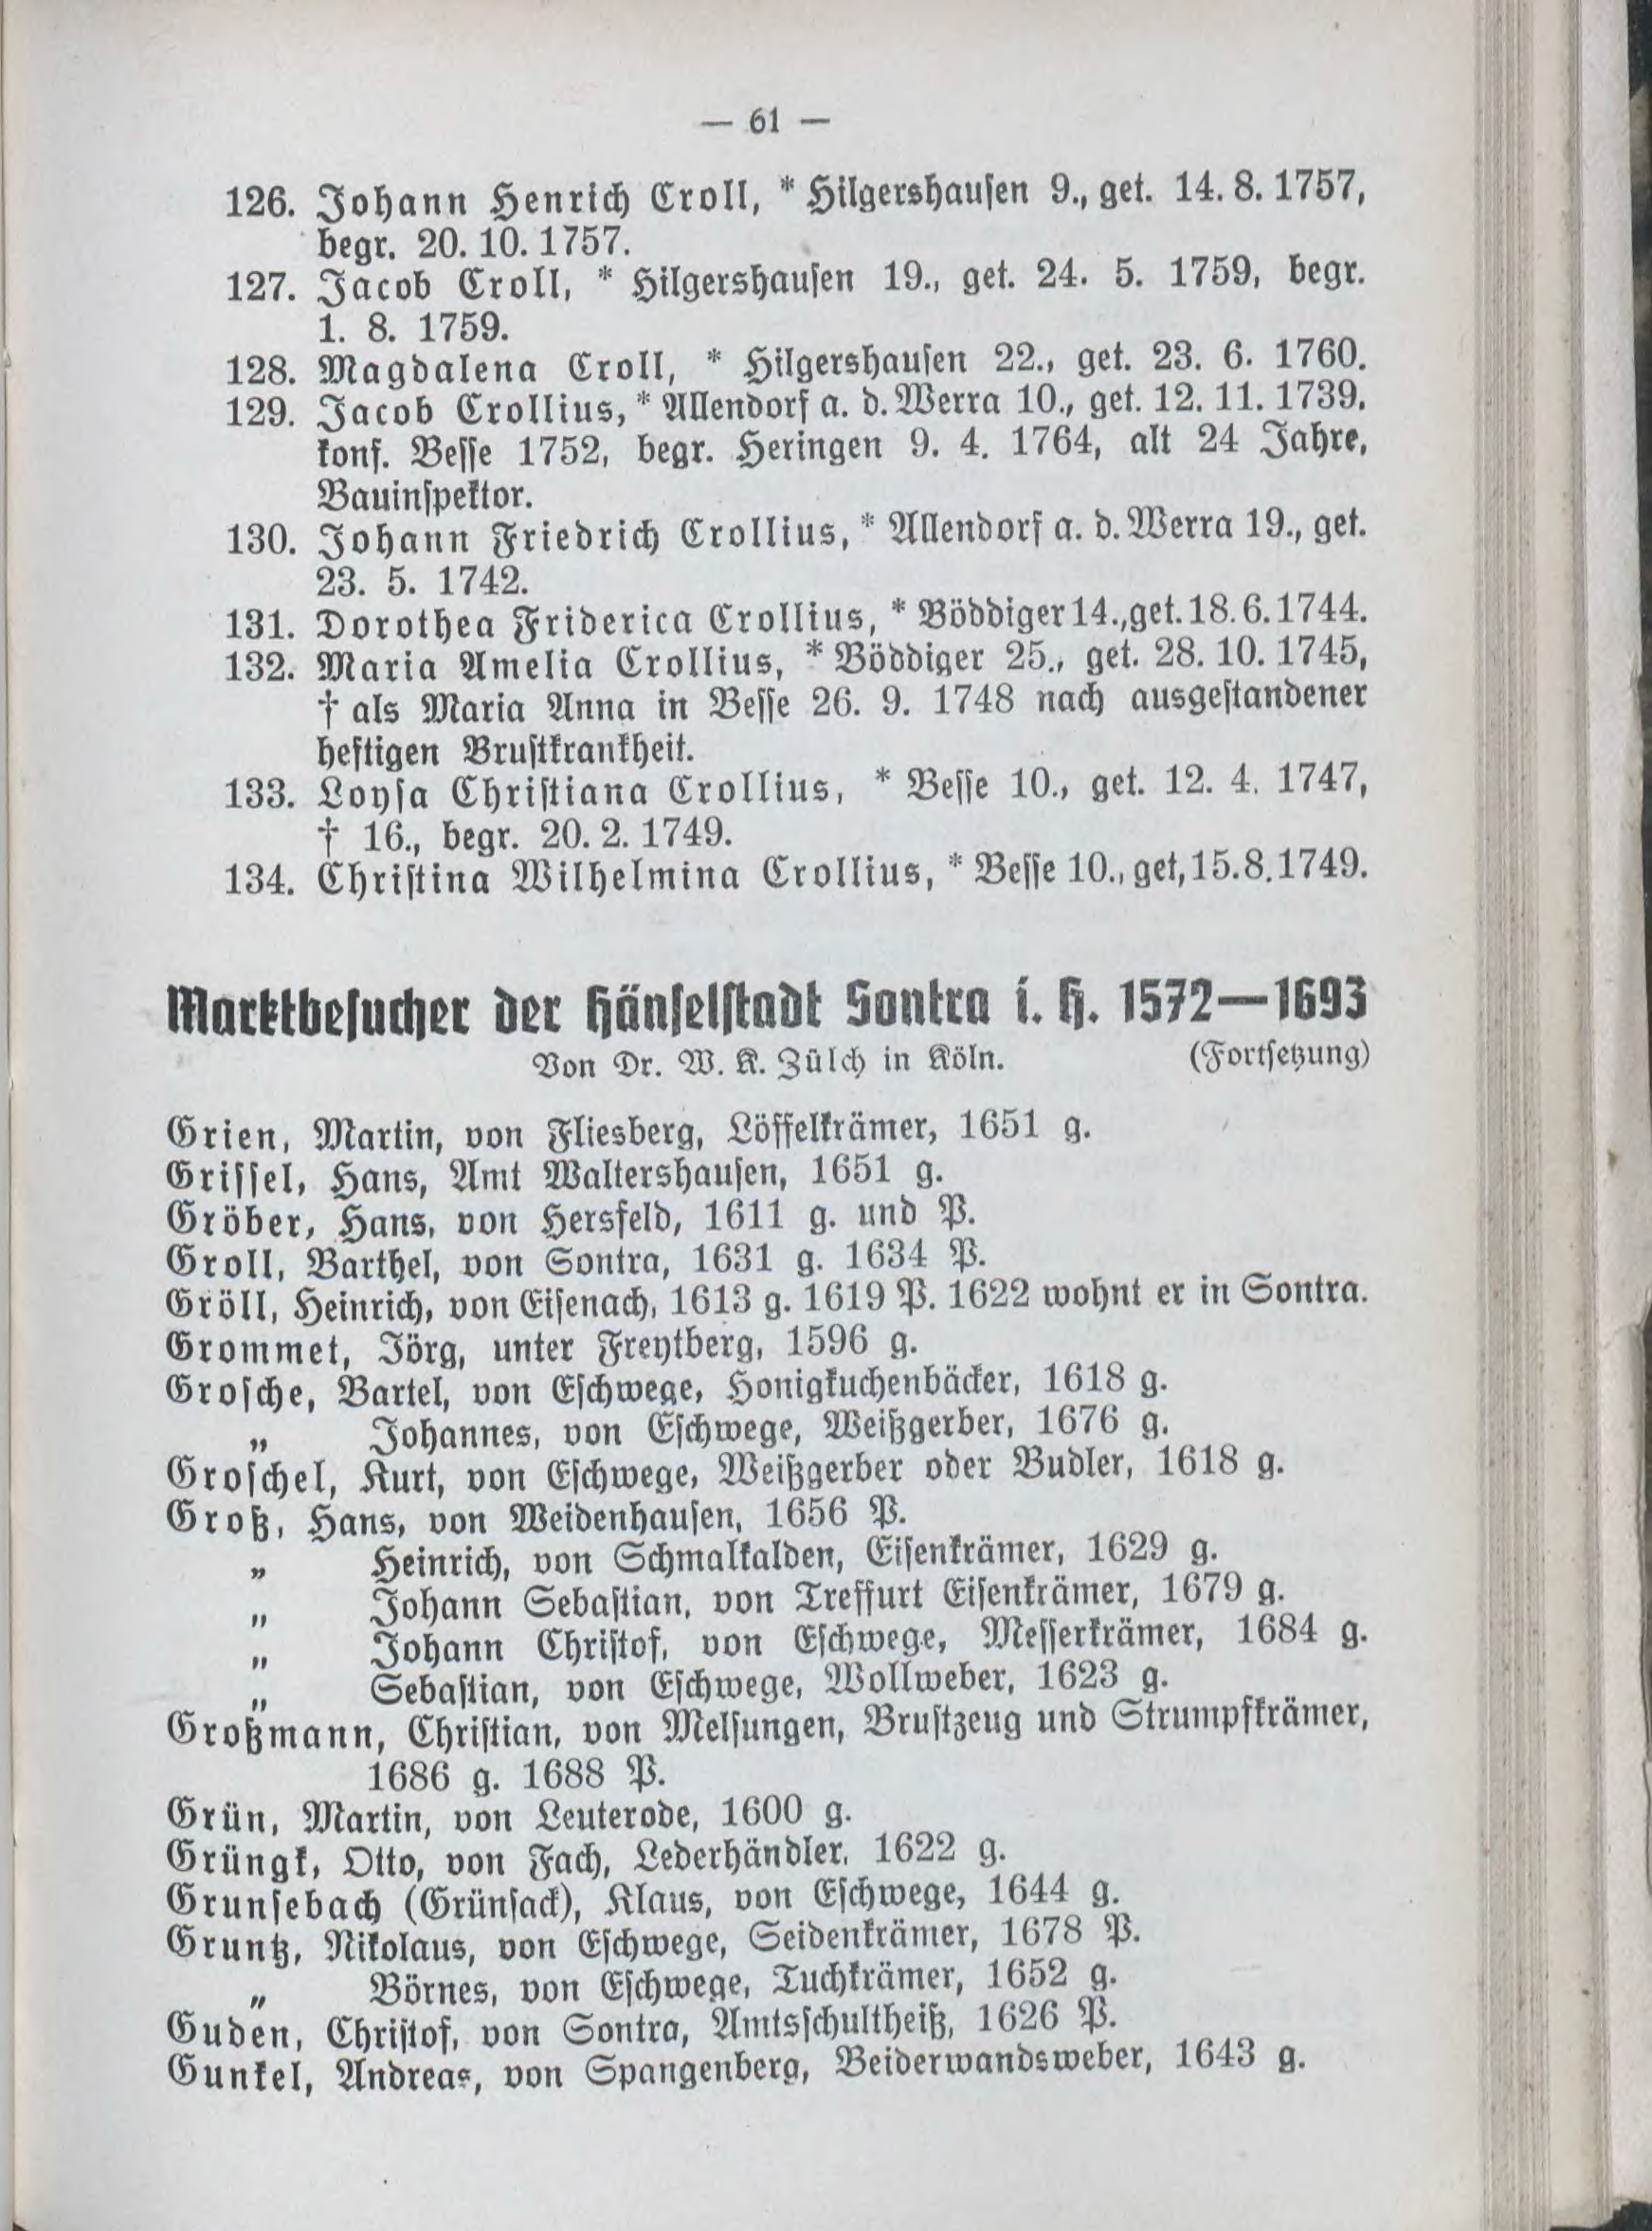 — 61 —
126. Johann Henrich Croll, * Hilgershausen 9., get. 14. 8. 1757,
begr. 20. 10. 1757.
127. Jacob Croll, * Hilgershausen 19., get. 24. 5. 1759, begr.
1. 8. 1759.
128. Magdalena Croll, * Hilgershausen 22., get. 23. 6. 1760.
129. Jacob Crollius, * Allendorf a. d. Werra 10., get. 12. 11. 1739,
konf. Besse 1752, begr. Heringen 9. 4. 1764, alt 24 Jahre,
Bauinspektor.
130. Johann Friedrich Crollius, * Allendorf a. d. Werra 19., get.
23. 5. 1742.
131. Dorothea Friderica Crollius, * Böddiger 14., get. 18. 6. 1744.
132. Maria Amelia Crollius, * Böddiger 25., get. 28. 10. 1745,
† als Maria Anna in Besse 26. 9. 1748 nach ausgestandener
heftigen Brustkrankheit.
133. Loysa Christiana Crollius, * Besse 10., get. 12. 4. 1747,
† 16., begr. 20. 2. 1749.
134. Christina Wilhelmina Crollius, * Besse 10., get, 15. 8. 1749.
Marktbesucher der Hänselstadt Sontra i. H. 1572—1693
Von Dr. W. K. Zülch in Köln. (Fortsetzung)
Grien, Martin, von Fliesberg, Löffelkrämer, 1651 g.
Grissel, Hans, Amt Waltershausen, 1651 g.
Gröber, Hans, von Hersfeld, 1611 g. und P.
Groll, Barthel, von Sontra, 1631 g. 1634 P.
Gröll, Heinrich, von Eisenach, 1613 g. 1619 P. 1622 wohnt er in Sontra.
Grommet, Jörg, unter Freytberg, 1596 g.
Grosche, Bartel, von Eschwege, Honigkuchenbäcker, 1618 g.
„ Johannes, von Eschwege, Weißgerber, 1676 g.
Groschel, Kurt, von Eschwege, Weißgerber oder Budler, 1618 g.
Groß, Hans, von Weidenhausen, 1656 P.
„ Heinrich, von Schmalkalden, Eisenkrämer, 1629 g.
„ Johann Sebastian, von Treffurt Eisenkrämer, 1679 g.
„ Johann Christof, von Eschwege, Messerkrämer, 1684 g.
„ Sebastian, von Eschwege, Wollweber, 1623 g.
Großmann, Christian, von Melsungen, Brustzeug und Strumpfkrämer,
1686 g. 1688 P.
Grün, Martin, von Leuterode, 1600 g.
Grüngk, Otto, von Fach, Lederhändler, 1622 g.
Grunsebach (Grünsack), Klaus, von Eschwege, 1644 g.
Gruntz, Nikolaus, von Eschwege, Seidenkrämer, 1678 P.
„ Börnes, von Eschwege, Tuchkrämer, 1652 g.
Guden, Christof, von Sontra, Amtsschultheiß, 1626 P.
Gunkel, Andreas, von Spangenberg, Beiderwandsweber, 1643 g.